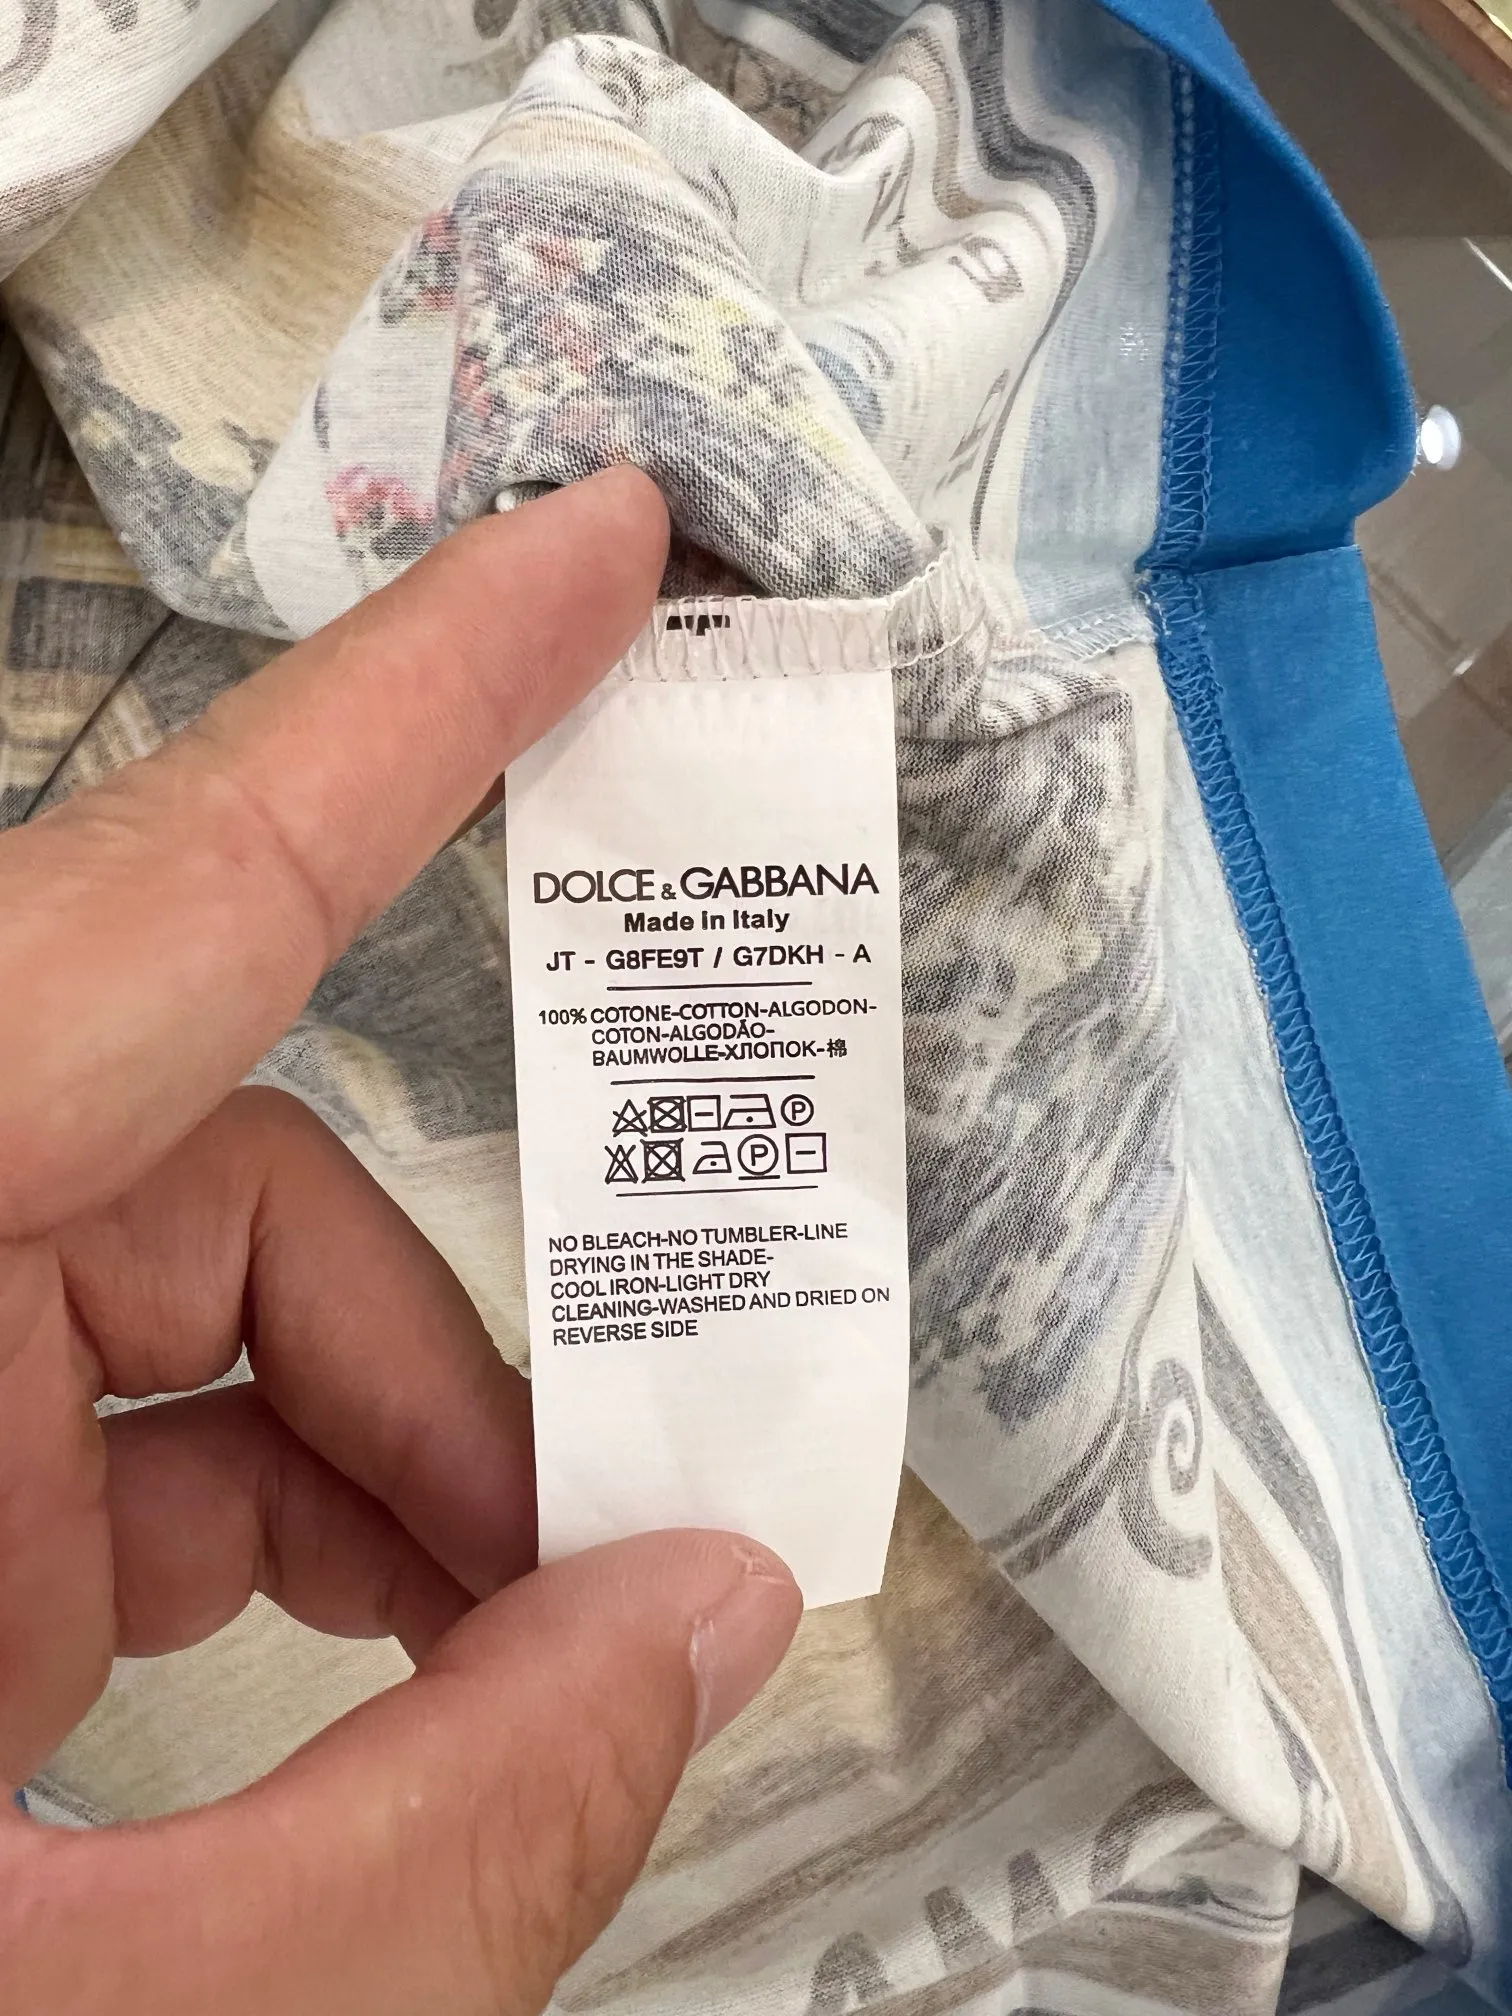 DOLCE & GABBANA
Made in Italy
JT - G8FE9T / G7DKH - A
100% COTONE-COTTON-ALGODON-
COTON-ALGODÃO-
BAUMWOLLE-ХЛОПОК-棉
P
P
NO BLEACH-NO TUMBLER-LINE
DRYING IN THE SHADE-
COOL IRON-LIGHT DRY
CLEANING-WASHED AND DRIED ON
REVERSE SIDE